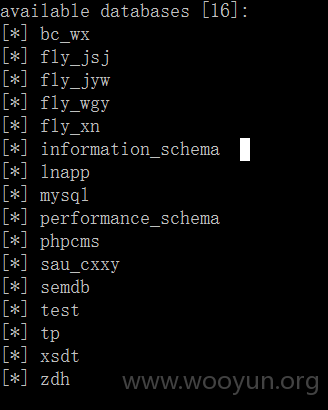 available databases [16]:
[*] bc_wx
[*] fly_jsj
[*] fly_jyw
[*] fly_wgy
[*] fly_xn
[*] information_schema
[*] lnapp
[*] mysql
[*] performance_schema
[*] phpcms
[*] sau_cxxy
[*] semdb
[*] test
[*] tp
[*] xsdt
[*] zdh
www.wooyun.org